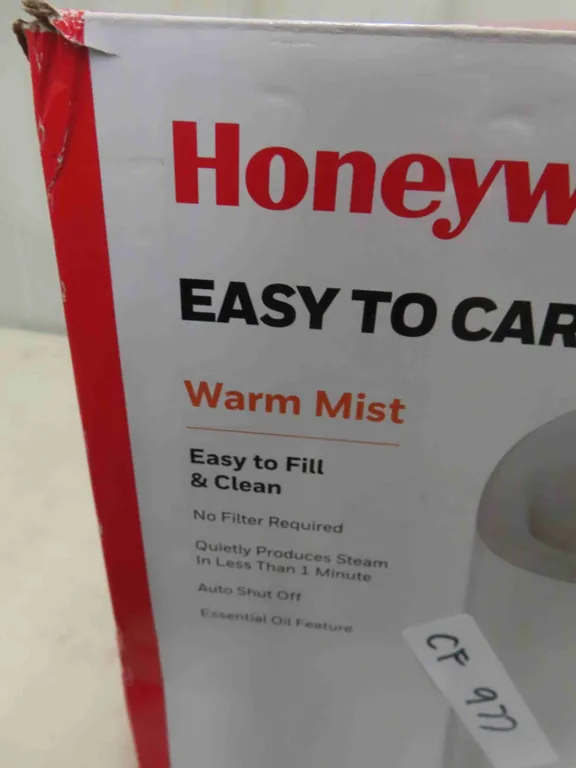 Honeyw
EASY TO CAR
Warm Mist
Easy to Fill
& Clean
No Filter Required
Quietly Produces Steam
In Less Than 1 Minute
Auto Shut Off
Essential Oil Feature
CF 977